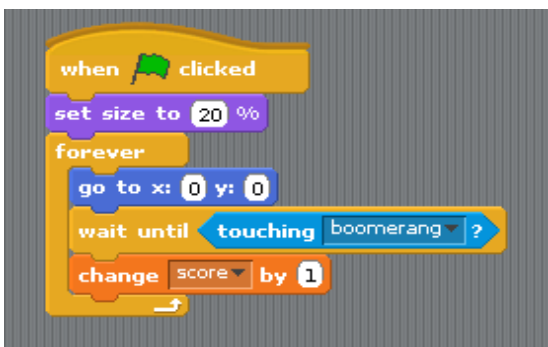 when clicked
set size to 20 %
forever
go to x: 0 y: 0
wait until touching boomerang ?
change score by 1